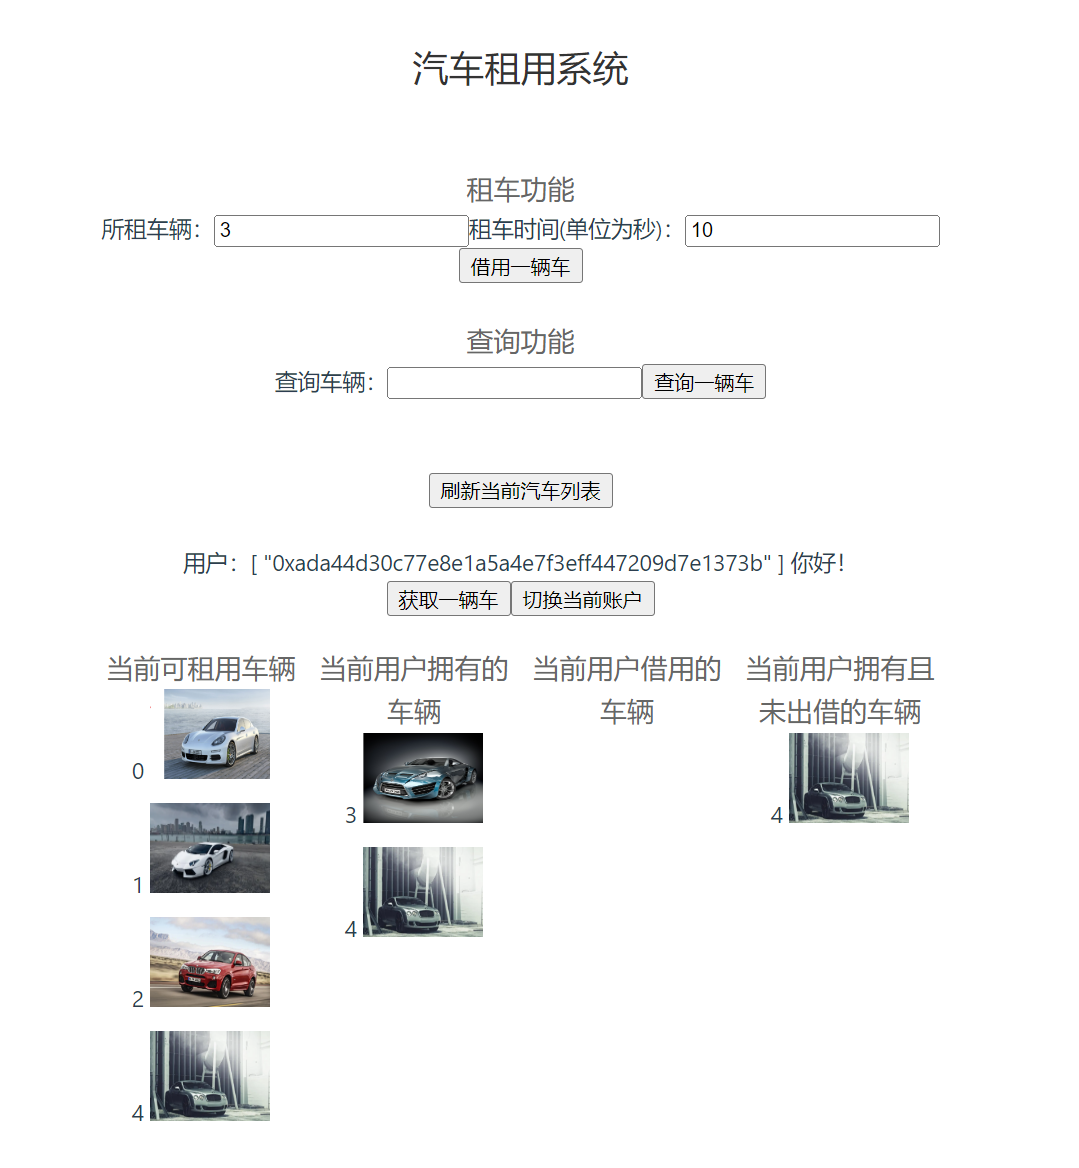 汽车租用系统
租车功能
所租车辆：3租车时间(单位为秒)：10
借用一辆车
查询功能
查询车辆：查询一辆车
刷新当前汽车列表
用户：[ "0xada44d30c77e8e1a5a4e7f3eff447209d7e1373b" ] 你好！
获取一辆车切换当前账户
当前可租用车辆
0
1
2
4
当前用户拥有的
车辆
3
4
当前用户借用的
车辆
当前用户拥有且
未出借的车辆
4